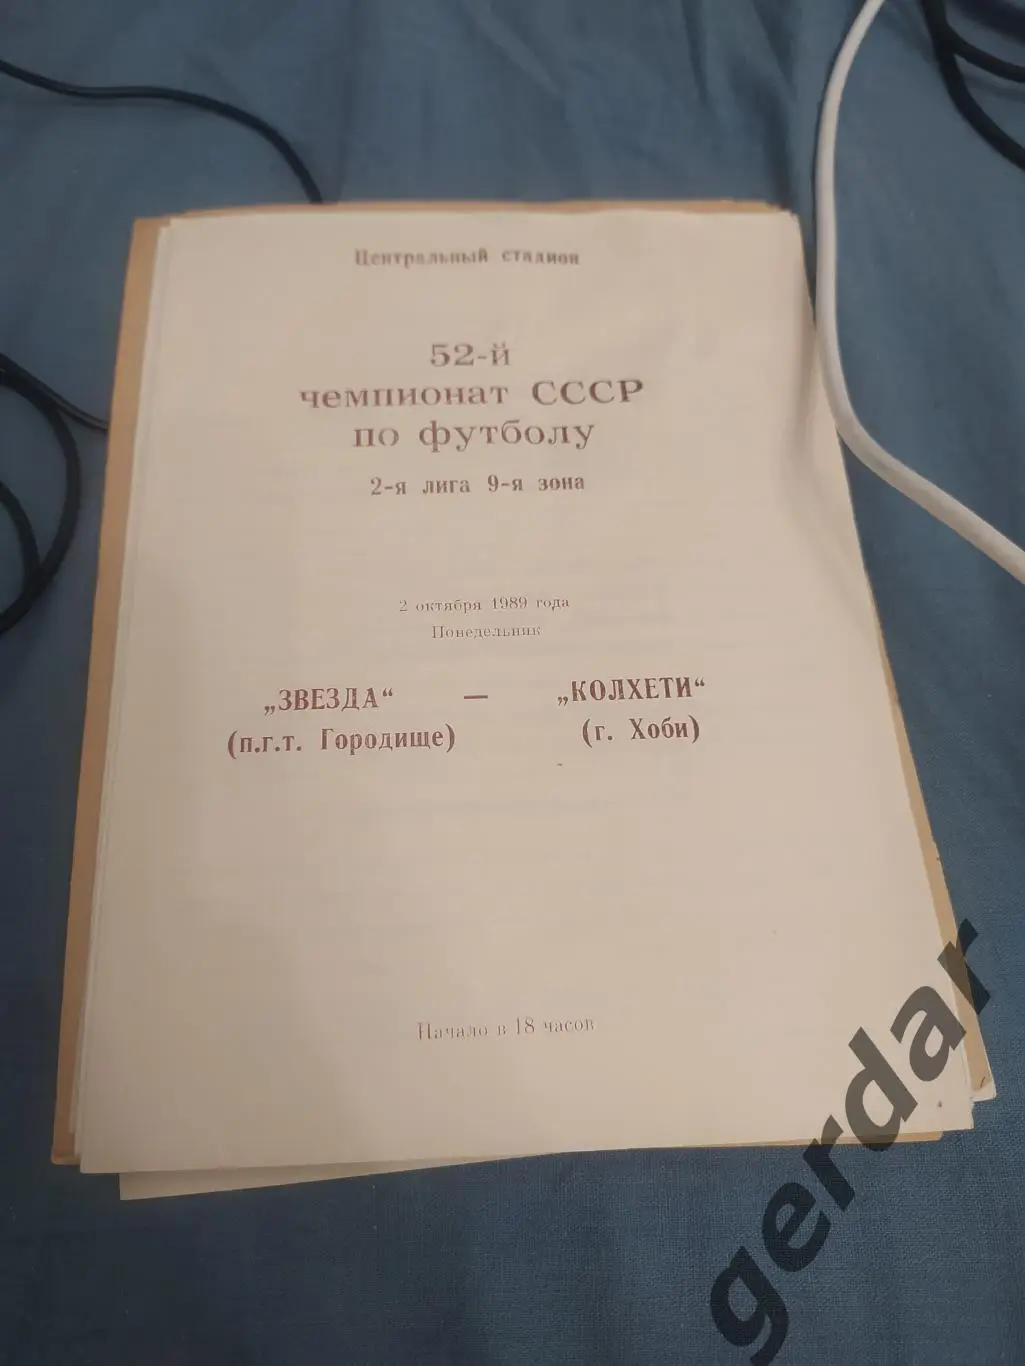 Центральный стадион
52-й
чемпионат СССР
по футболу
2-я лига 9-я зона
2 октября 1989 года
Понедельник
„ЗВЕЗДА“ — „КОЛХЕТИ“
(п.г.т. Городище) (г. Хоби)
Начало в 18 часов
gerdar